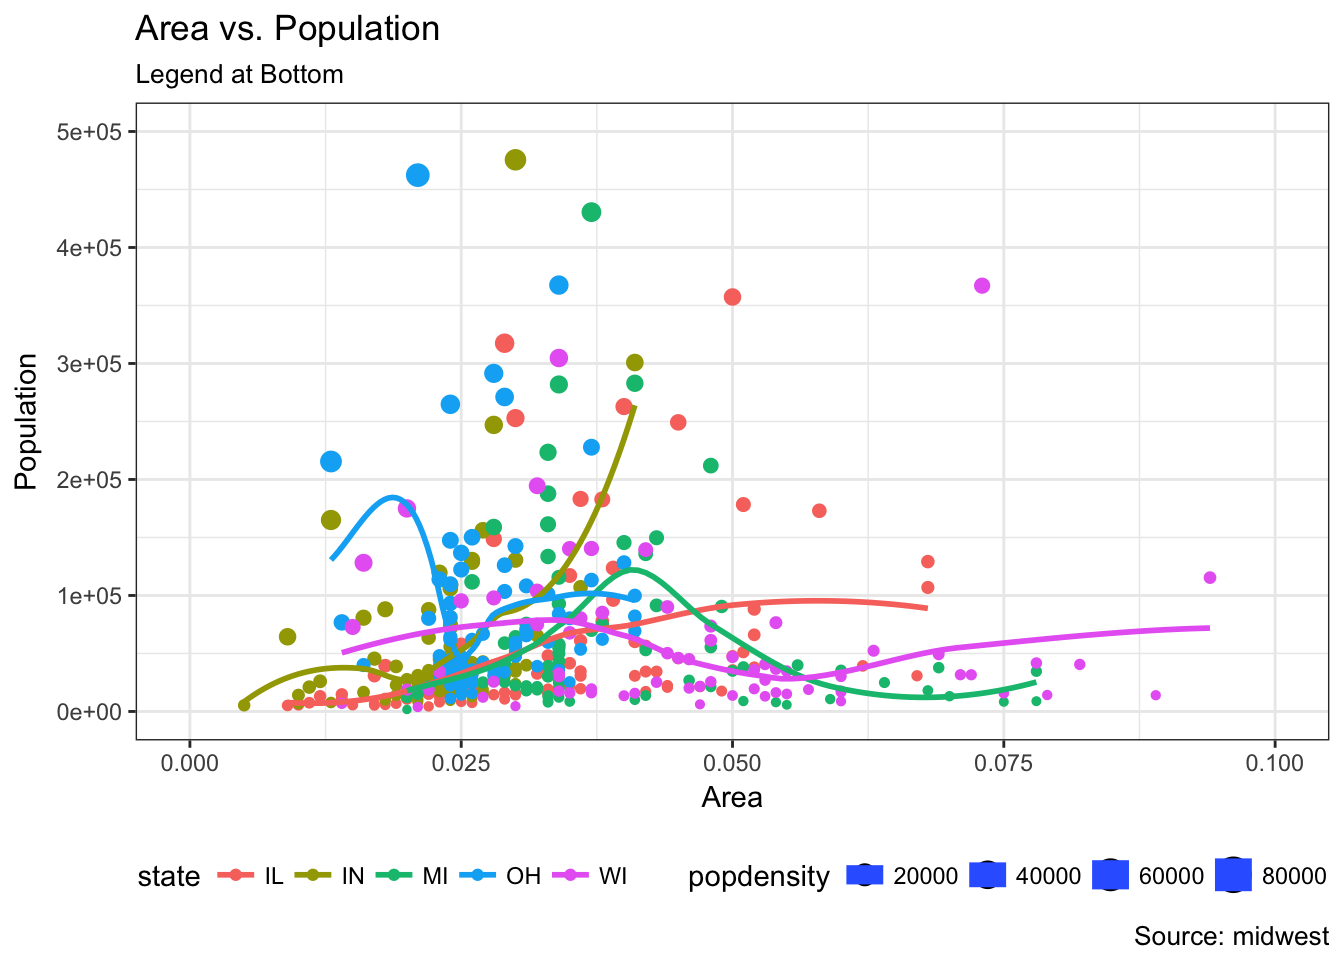 Area vs. Population
Legend at Bottom
5e+05
4e+05
3e+05
2e+05
1e+05
0e+00
Population
0.000 0.025 0.050 0.075 0.100
Area
state IL IN MI OH WI popdensity 20000 40000 60000 80000
Source: midwest